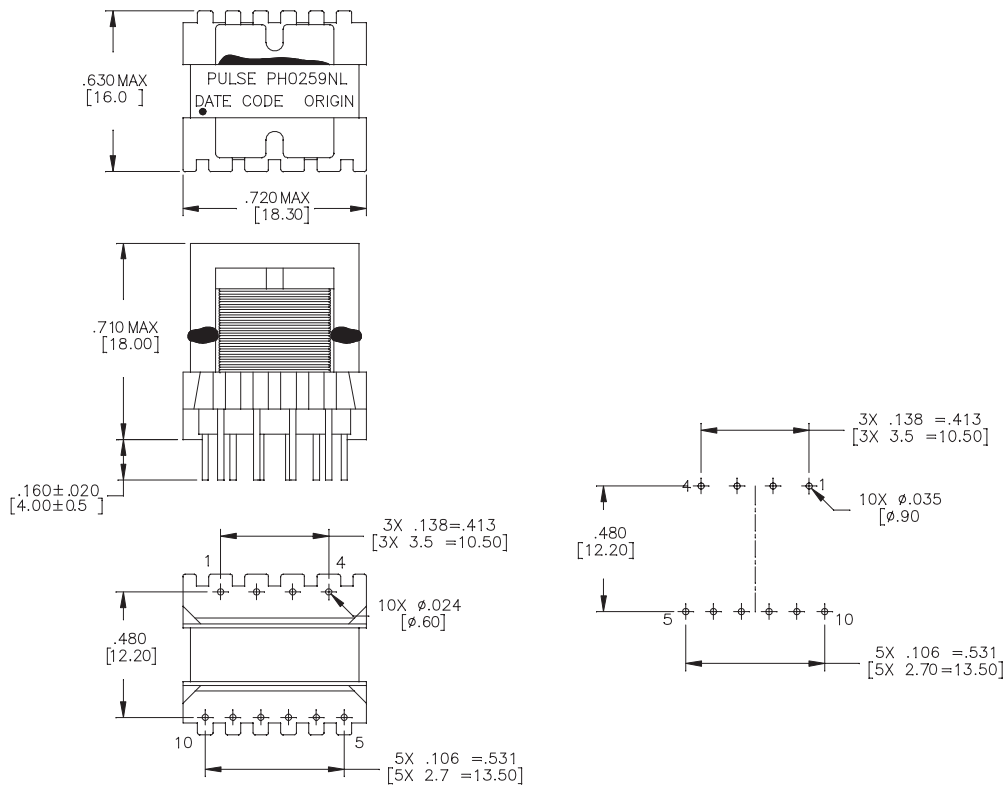 .630 MAX
[16.0 ]
PULSE PH0259NL
DATE CODE ORIGIN
.720 MAX
[18.30]
.710 MAX
[18.00]
.160±.020
[4.00±0.5 ]
3X .138=.413
[3X 3.5 =10.50]
1
4
10X ø.024
[ø.60]
.480
[12.20]
10
5
5X .106 =.531
[5X 2.7 =13.50]
3X .138 =.413
[3X 3.5 =10.50]
4
1
10X ø.035
[ø.90
.480
[12.20]
5
10
5X .106 =.531
[5X 2.70=13.50]